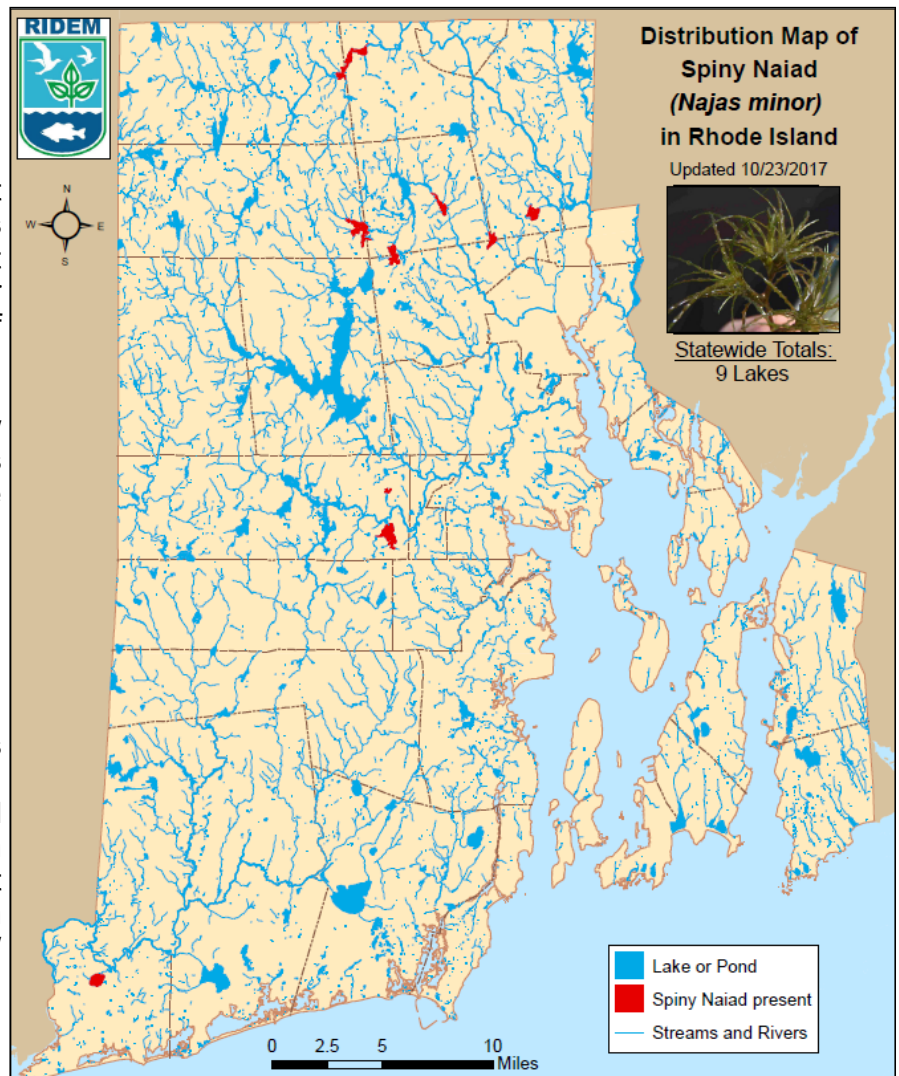 RIDEM
Distribution Map of
Spiny Naiad
(Najas minor)
in Rhode Island
Updated 10/23/2017
N
W
E
S
Statewide Totals:
9 Lakes
Lake or Pond
Spiny Naiad present
Streams and Rivers
0 2.5 5 10
Miles